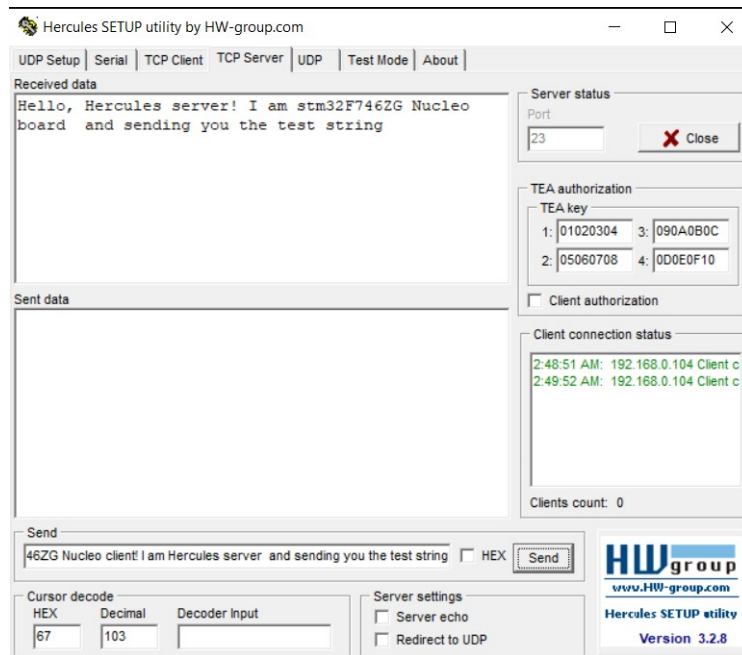 Hercules SETUP utility by HW-group.com
UDP Setup Serial TCP Client TCP Server UDP Test Mode About
Received data
Hello, Hercules server! I am stm32F746ZG Nucleo
board  and sending you the test string
Server status
Port
23
Close
TEA authorization
TEA key
1: 01020304 3: 090A0B0C
2: 05060708 4: 0D0E0F10
Client authorization
Sent data
Client connection status
2:48:51 AM: 192.168.0.104 Client c
2:49:52 AM: 192.168.0.104 Client c
Clients count: 0
Send
46ZG Nucleo client! I am Hercules server  and sending you the test string HEX Send
Cursor decode
HEX Decimal Decoder Input
67 103
Server settings
Server echo
Redirect to UDP
HWgroup
www.HW-group.com
Hercules SETUP utility
Version 3.2.8